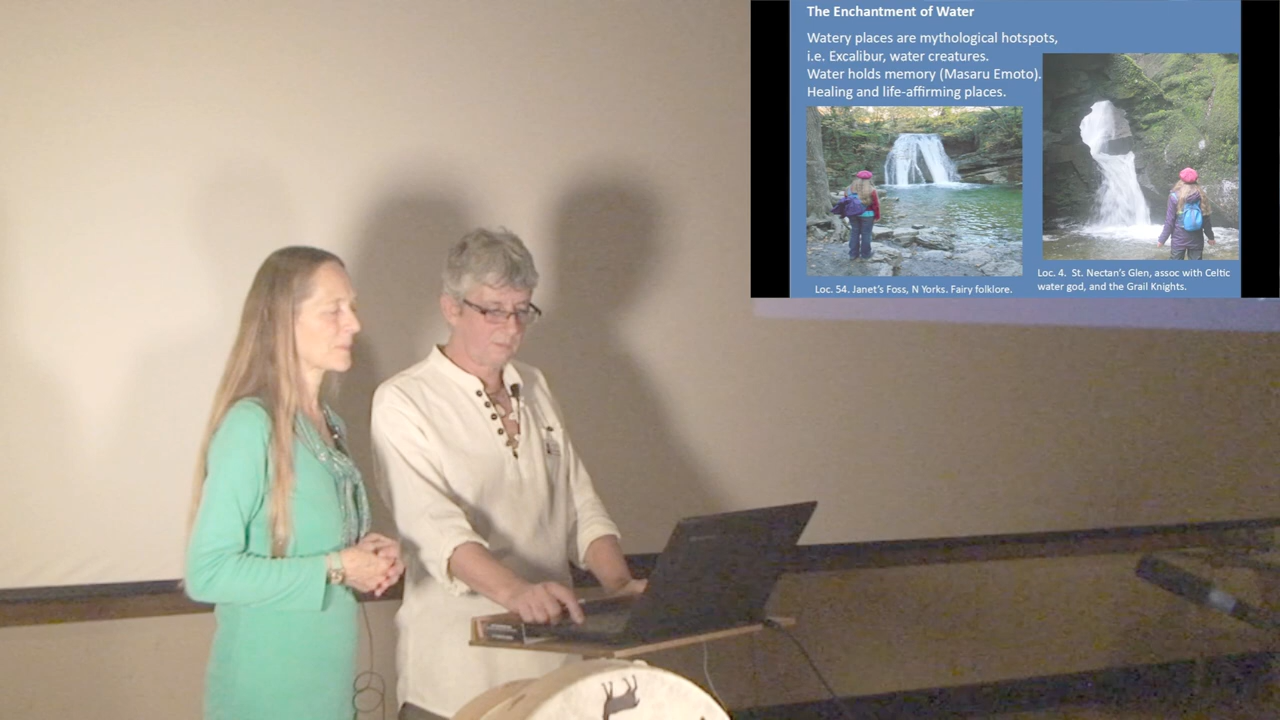 The Enchantment of Water
Watery places are mythological hotspots,
i.e. Excalibur, water creatures.
Water holds memory (Masaru Emoto).
Healing and life-affirming places.
Loc. 54. Janet's Foss, N Yorks. Fairy folklore.
Loc. 4. St. Nectan's Glen, assoc with Celtic
water god, and the Grail Knights.